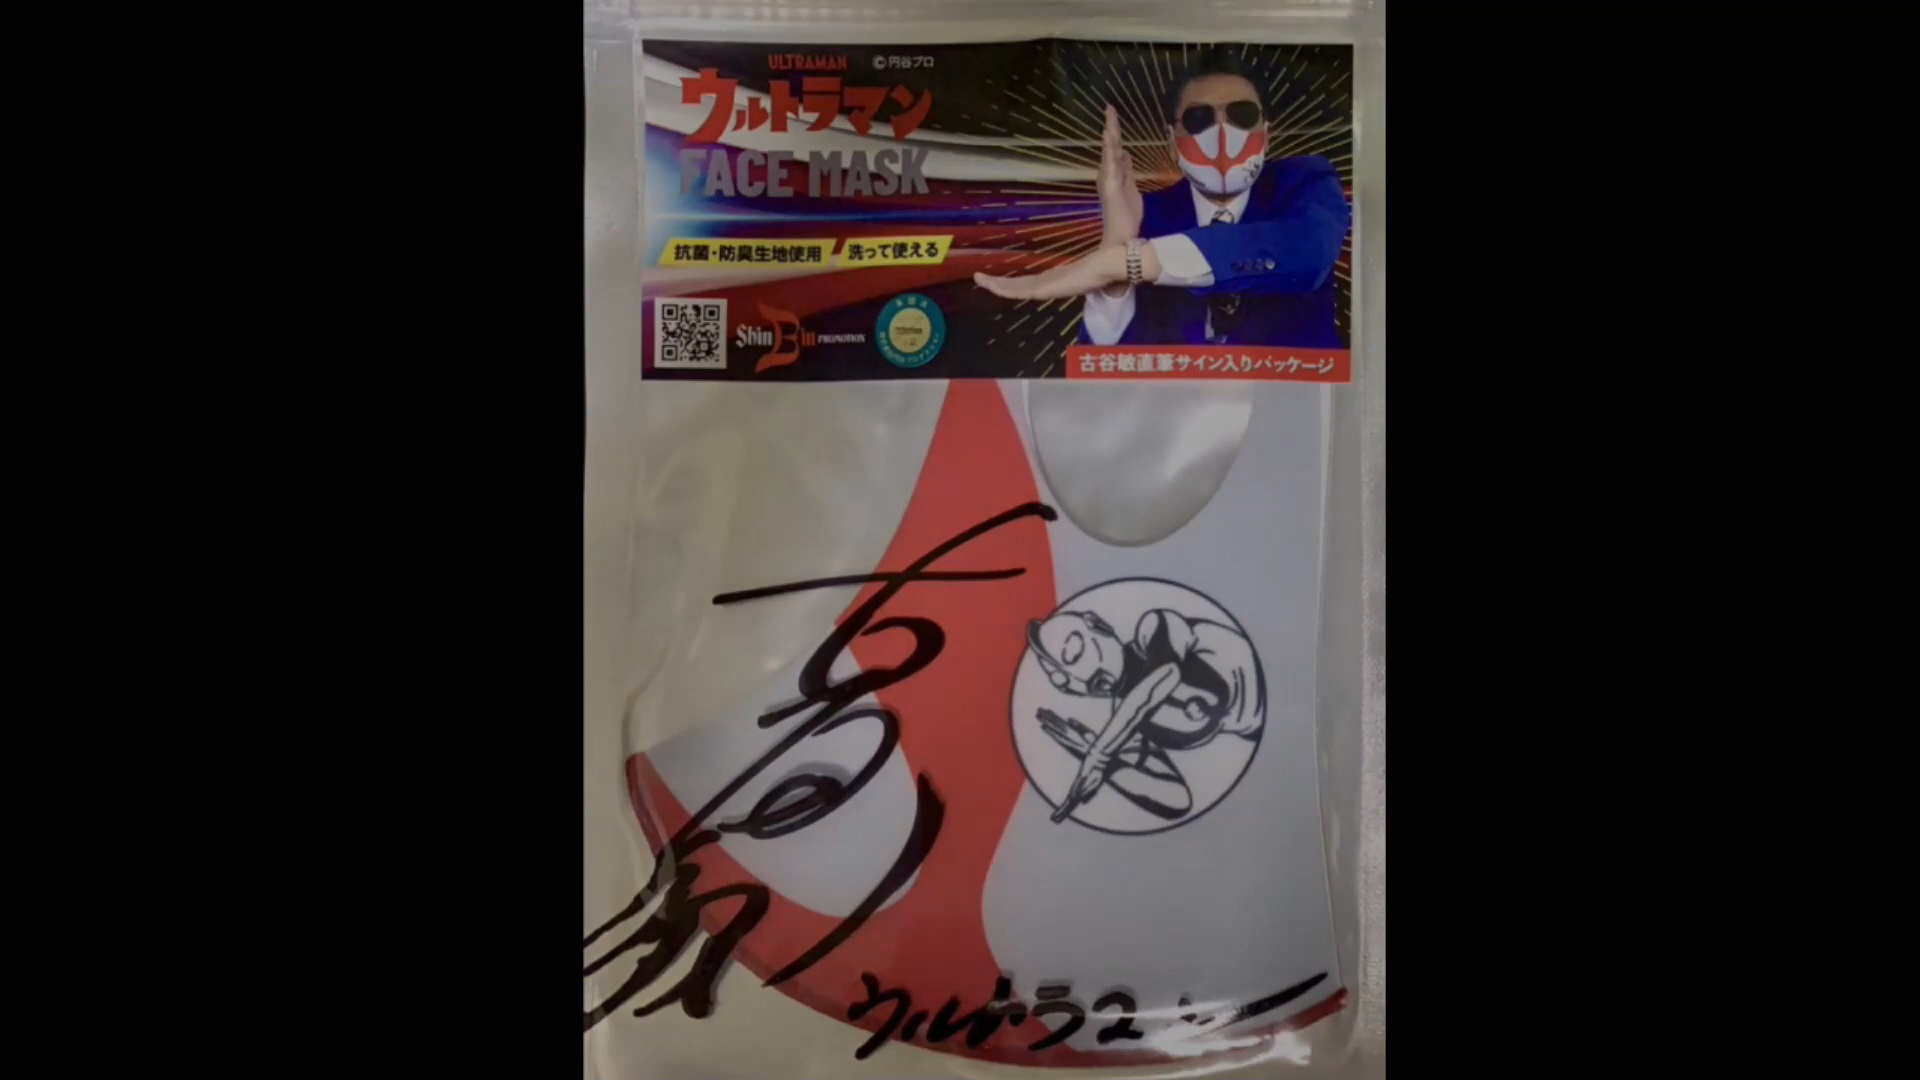 ULTRAMAN ©円谷プロ
ウルトラマン
FACE MASK
抗菌・防臭生地使用 洗って使える
Shin Bin PROMOTION
古谷敏直筆サイン入りパッケージ
古谷敏
ウルトラマン